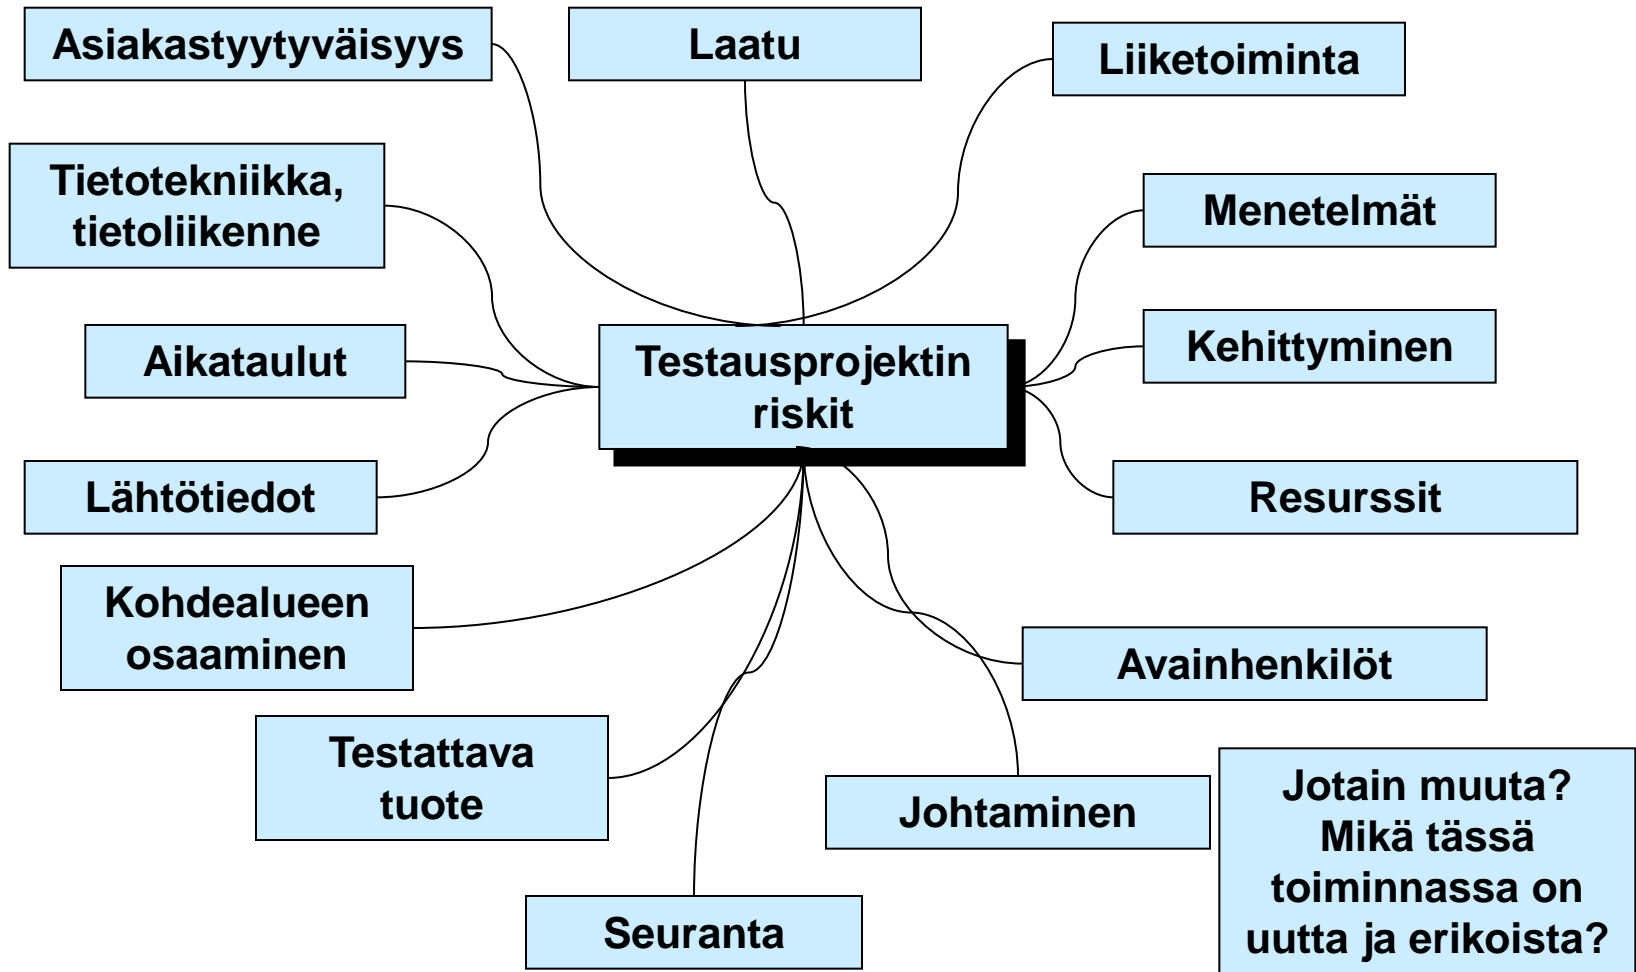 Asiakastyytyväisyys
Laatu
Liiketoiminta
Tietotekniikka,
tietoliikenne
Menetelmät
Aikataulut
Testausprojektin
riskit
Kehittyminen
Lähtötiedot
Resurssit
Kohdealueen
osaaminen
Avainhenkilöt
Testattava
tuote
Johtaminen
Jotain muuta?
Mikä tässä
toiminnassa on
uutta ja erikoista?
Seuranta